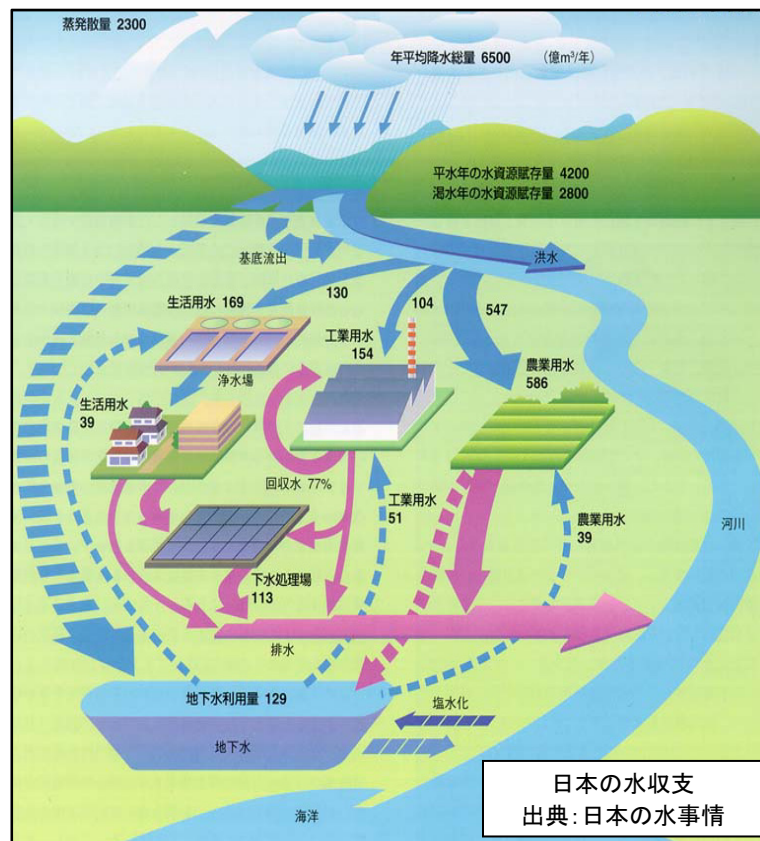 蒸発散量 2300
年平均降水総量 6500 (億m³/年)
平水年の水資源賦存量 4200
渇水年の水資源賦存量 2800
基底流出
洪水
生活用水 169
130
104
547
工業用水
154
農業用水
586
浄水場
生活用水
39
回収水 77%
工業用水
51
農業用水
39
河川
下水処理場
113
排水
地下水利用量 129
塩水化
地下水
海洋
日本の水収支
出典:日本の水事情